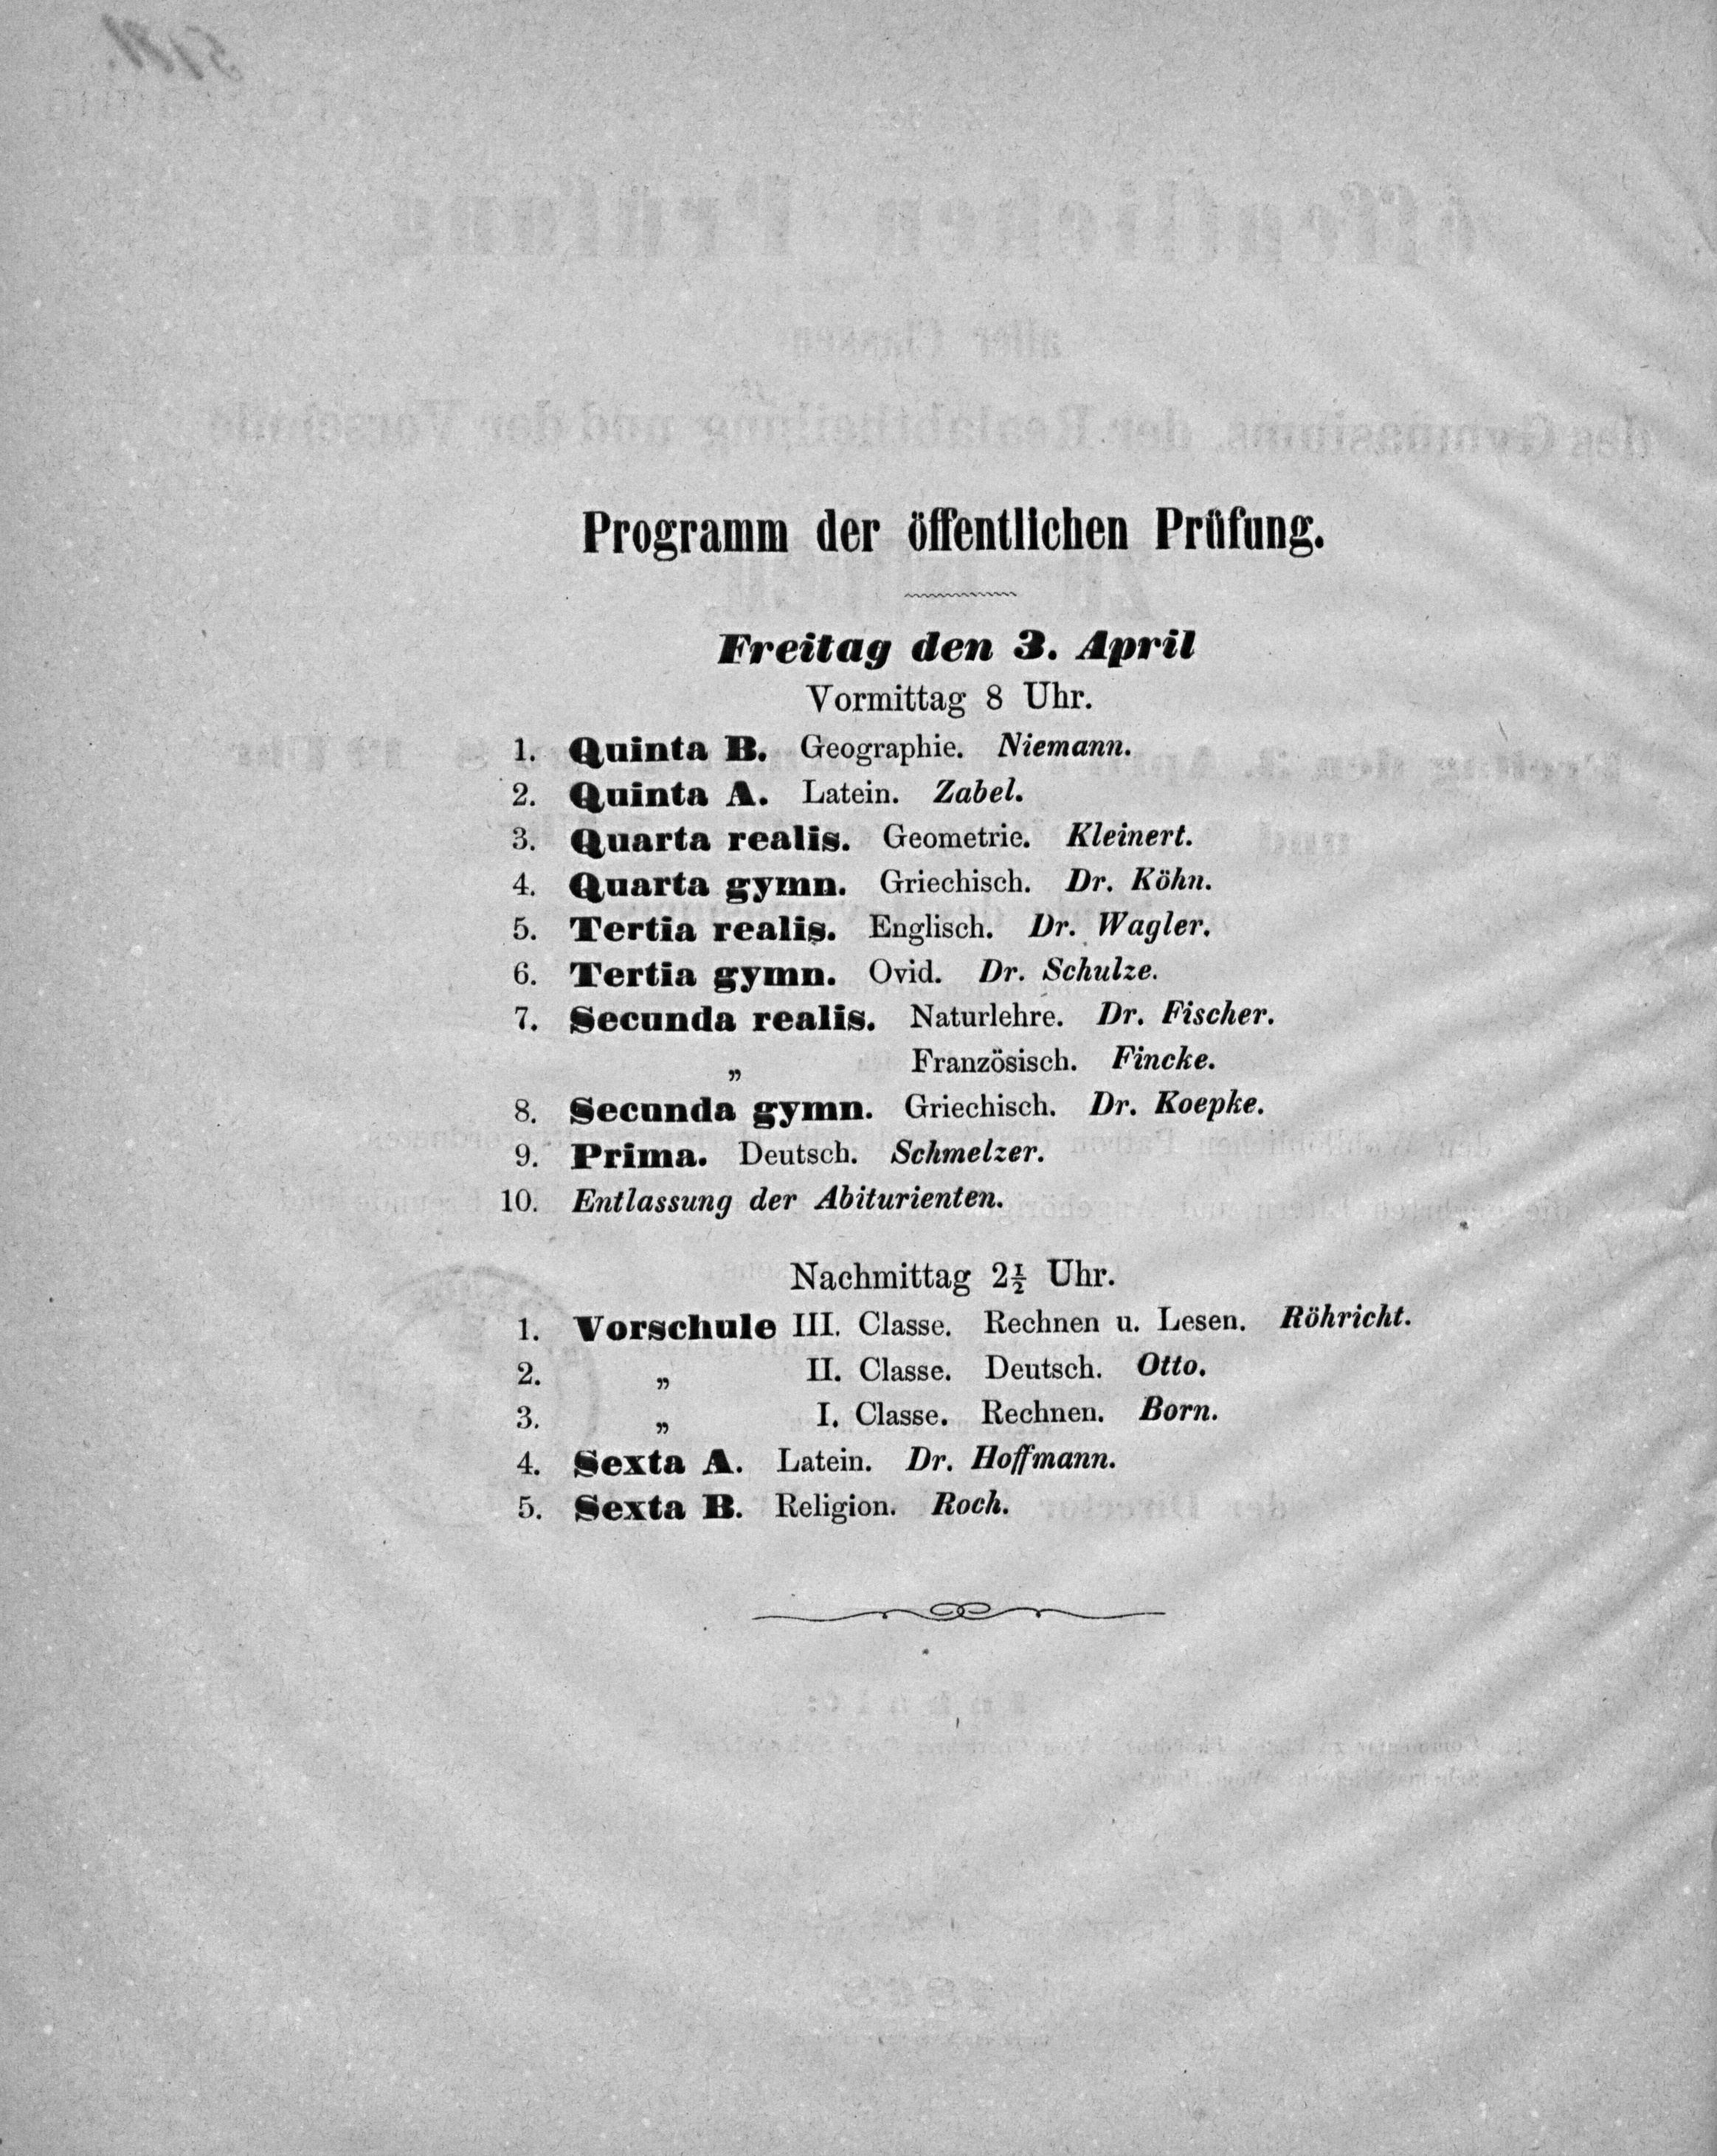 Programm der öffentlichen Prüfung.
Freitag den 3. April
Vormittag 8 Uhr.
1. Quinta B. Geographie. Niemann.
2. Quinta A. Latein. Zabel.
3. Quarta realis. Geometrie. Kleinert.
4. Quarta gymn. Griechisch. Dr. Köhn.
5. Tertia realis. Englisch. Dr. Wagler.
6. Tertia gymn. Ovid. Dr. Schulze.
7. Secunda realis. Naturlehre. Dr. Fischer.
„ Französisch. Fincke.
8. Secunda gymn. Griechisch. Dr. Koepke.
9. Prima. Deutsch. Schmelzer.
10. Entlassung der Abiturienten.
Nachmittag 2½ Uhr.
1. Vorschule III. Classe. Rechnen u. Lesen. Röhricht.
2. „ II. Classe. Deutsch. Otto.
3. „ I. Classe. Rechnen. Born.
4. Sexta A. Latein. Dr. Hoffmann.
5. Sexta B. Religion. Roch.